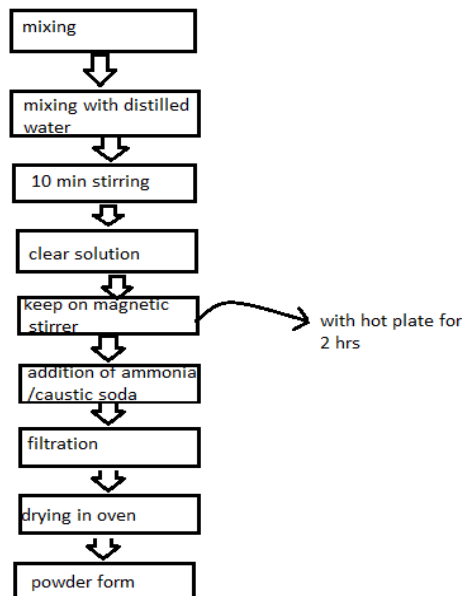 mixing
mixing with distilled
water
10 min stirring
clear solution
keep on magnetic
stirrer
with hot plate for
2 hrs
addition of ammonia
/caustic soda
filtration
drying in oven
powder form